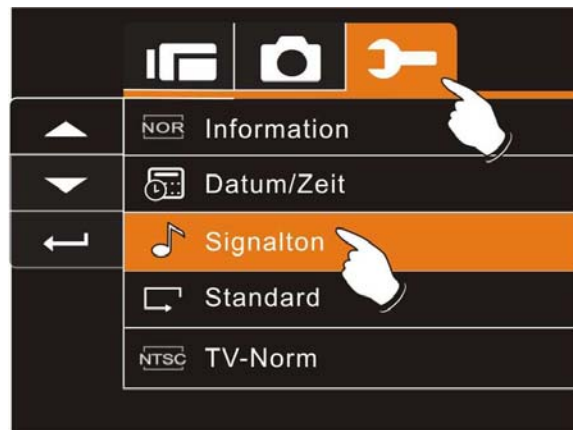 NOR Information
Datum/Zeit
Signalton
Standard
NTSC TV-Norm